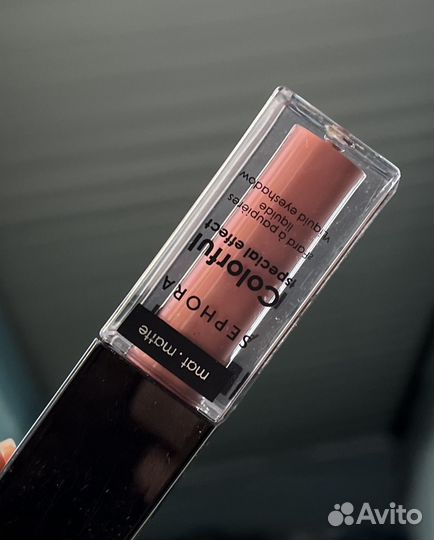 SEPHORA
Colorful
special effect
fard à paupières
liquide
liquid eyeshadow
mat . matte
Avito